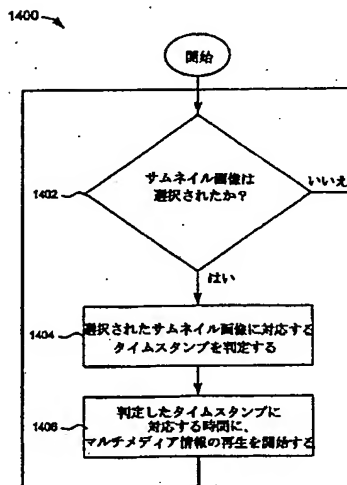 1400
開始
サムネイル画像は
選択されたか?
いいえ
1402
はい
選択されたサムネイル画像に対応する
タイムスタンプを判定する
1404
判定したタイムスタンプに
対応する時間に、
マルチメディア情報の再生を開始する
1406